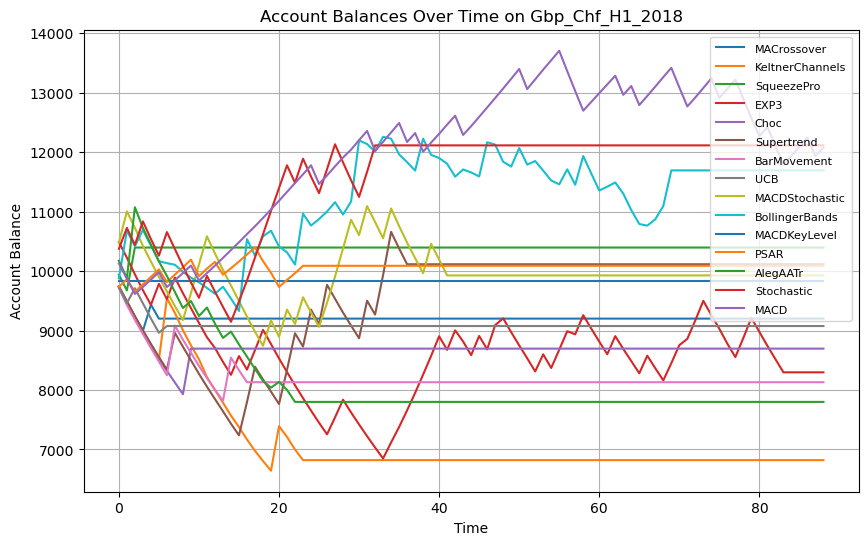 Account Balances Over Time on Gbp_Chf_H1_2018
14000
13000
12000
11000
10000
9000
8000
7000
Account Balance
0
20
40
60
80
Time
MACrossover
KeltnerChannels
SqueezePro
EXP3
Choc
Supertrend
BarMovement
UCB
MACDStochastic
BollingerBands
MACDKeyLevel
PSAR
AlegAATr
Stochastic
MACD